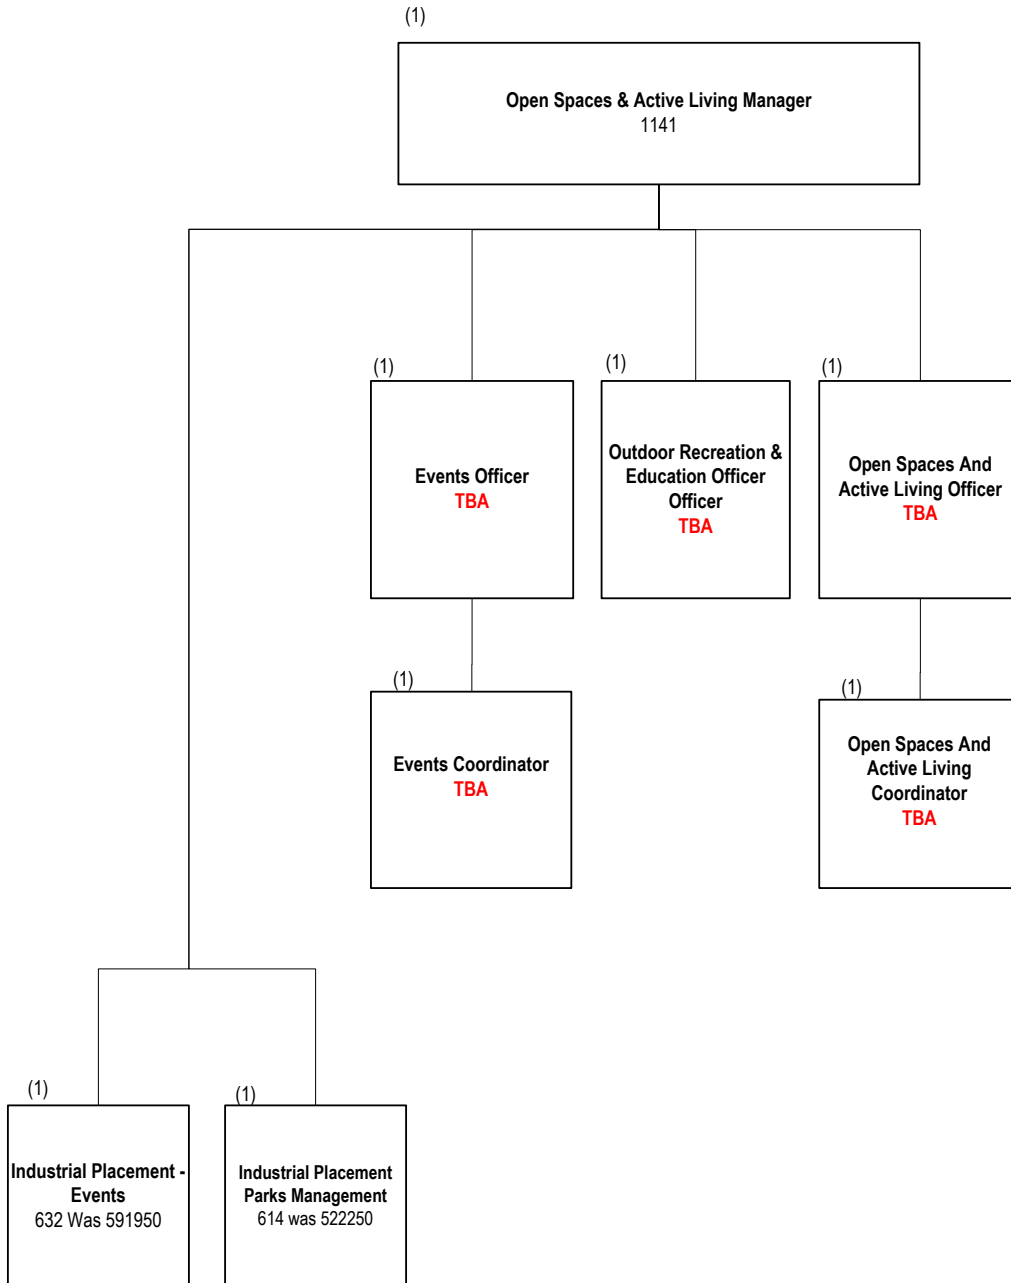 (1)
Open Spaces & Active Living Manager
1141
(1)
Events Officer
TBA
(1)
Outdoor Recreation &
Education Officer
Officer
TBA
(1)
Open Spaces And
Active Living Officer
TBA
(1)
Events Coordinator
TBA
(1)
Open Spaces And
Active Living
Coordinator
TBA
(1)
Industrial Placement -
Events
632 Was 591950
(1)
Industrial Placement
Parks Management
614 was 522250